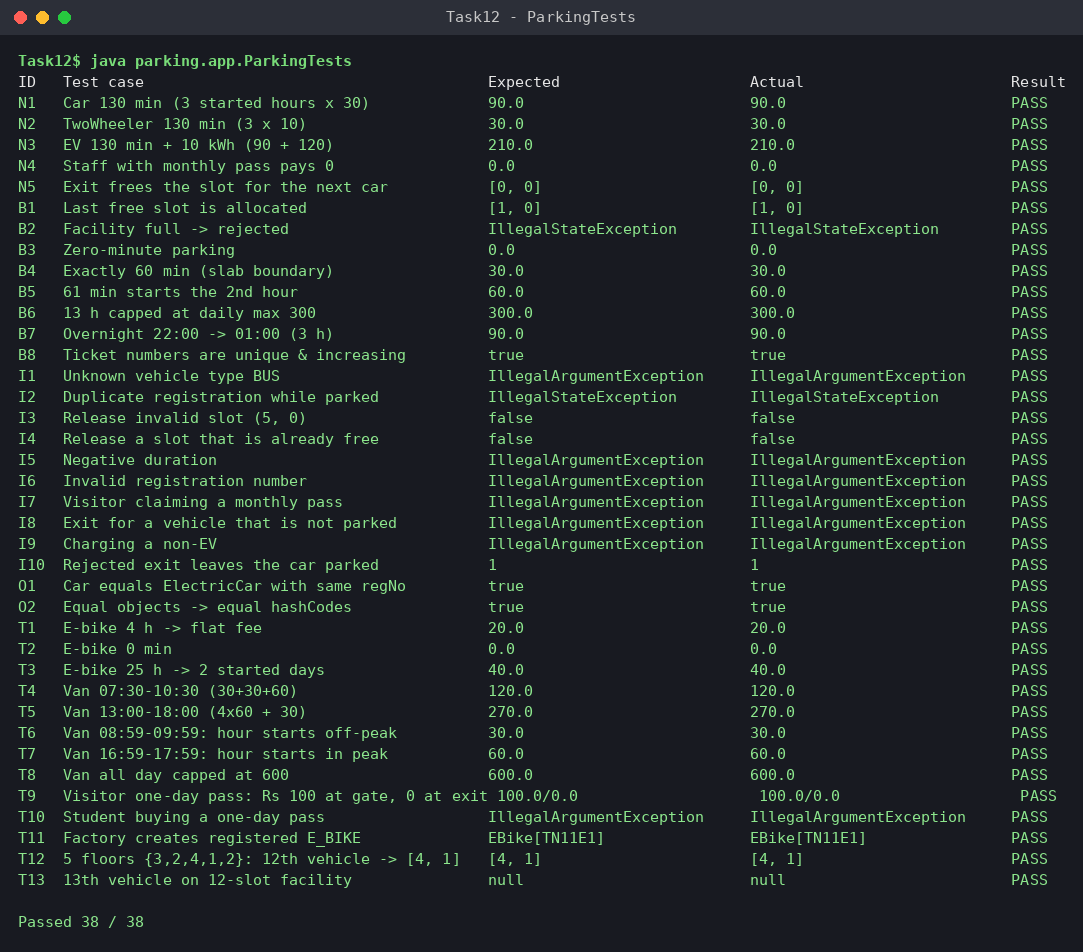 Task12 - ParkingTests
Task12$ java parking.app.ParkingTests
ID Test case Expected Actual Result
N1 Car 130 min (3 started hours x 30) 90.0 90.0 PASS
N2 TwoWheeler 130 min (3 x 10) 30.0 30.0 PASS
N3 EV 130 min + 10 kWh (90 + 120) 210.0 210.0 PASS
N4 Staff with monthly pass pays 0 0.0 0.0 PASS
N5 Exit frees the slot for the next car [0, 0] [0, 0] PASS
B1 Last free slot is allocated [1, 0] [1, 0] PASS
B2 Facility full -> rejected IllegalStateException IllegalStateException PASS
B3 Zero-minute parking 0.0 0.0 PASS
B4 Exactly 60 min (slab boundary) 30.0 30.0 PASS
B5 61 min starts the 2nd hour 60.0 60.0 PASS
B6 13 h capped at daily max 300 300.0 300.0 PASS
B7 Overnight 22:00 -> 01:00 (3 h) 90.0 90.0 PASS
B8 Ticket numbers are unique & increasing true true PASS
I1 Unknown vehicle type BUS IllegalArgumentException IllegalArgumentException PASS
I2 Duplicate registration while parked IllegalStateException IllegalStateException PASS
I3 Release invalid slot (5, 0) false false PASS
I4 Release a slot that is already free false false PASS
I5 Negative duration IllegalArgumentException IllegalArgumentException PASS
I6 Invalid registration number IllegalArgumentException IllegalArgumentException PASS
I7 Visitor claiming a monthly pass IllegalArgumentException IllegalArgumentException PASS
I8 Exit for a vehicle that is not parked IllegalArgumentException IllegalArgumentException PASS
I9 Charging a non-EV IllegalArgumentException IllegalArgumentException PASS
I10 Rejected exit leaves the car parked 1 1 PASS
O1 Car equals ElectricCar with same regNo true true PASS
O2 Equal objects -> equal hashCodes true true PASS
T1 E-bike 4 h -> flat fee 20.0 20.0 PASS
T2 E-bike 0 min 0.0 0.0 PASS
T3 E-bike 25 h -> 2 started days 40.0 40.0 PASS
T4 Van 07:30-10:30 (30+30+60) 120.0 120.0 PASS
T5 Van 13:00-18:00 (4x60 + 30) 270.0 270.0 PASS
T6 Van 08:59-09:59: hour starts off-peak 30.0 30.0 PASS
T7 Van 16:59-17:59: hour starts in peak 60.0 60.0 PASS
T8 Van all day capped at 600 600.0 600.0 PASS
T9 Visitor one-day pass: Rs 100 at gate, 0 at exit 100.0/0.0 100.0/0.0 PASS
T10 Student buying a one-day pass IllegalArgumentException IllegalArgumentException PASS
T11 Factory creates registered E_BIKE EBike[TN11E1] EBike[TN11E1] PASS
T12 5 floors {3,2,4,1,2}: 12th vehicle -> [4, 1] [4, 1] [4, 1] PASS
T13 13th vehicle on 12-slot facility null null PASS
Passed 38 / 38